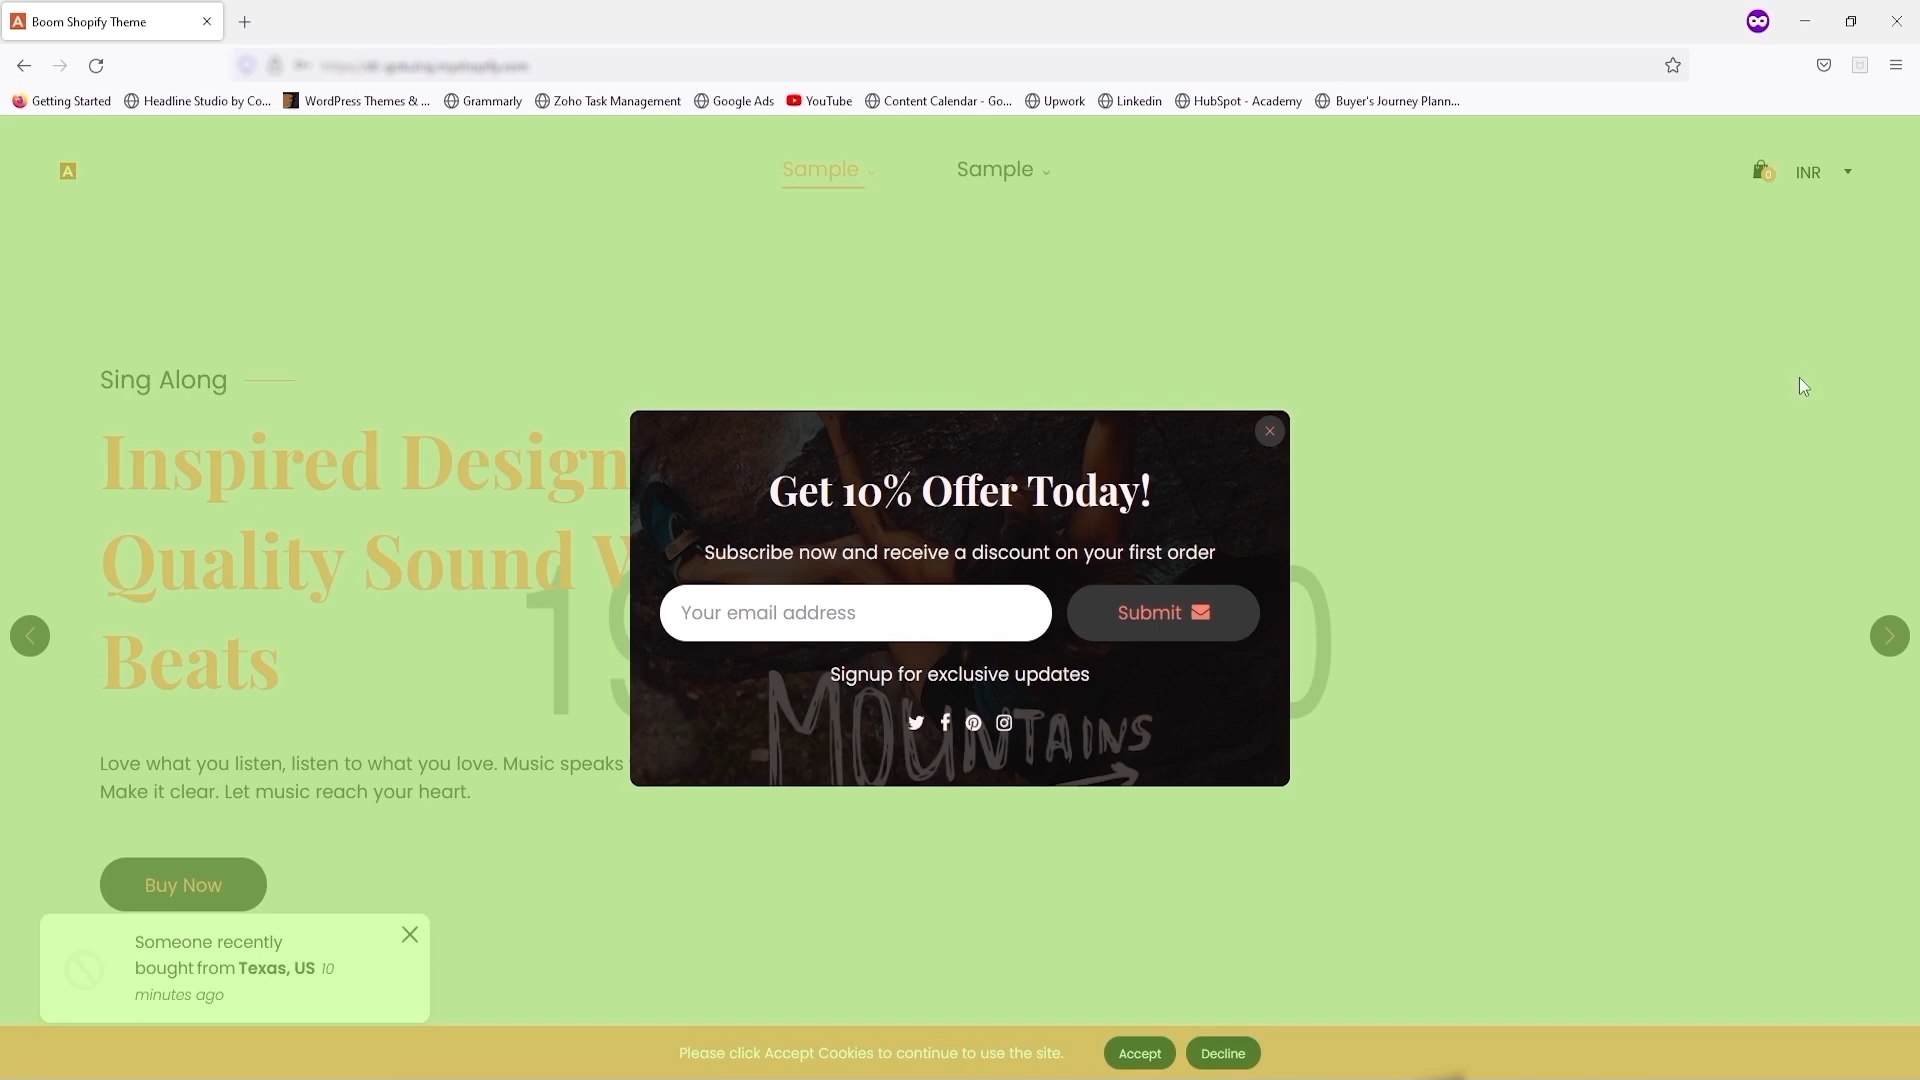 Boom Shopify Theme
Getting Started
Headline Studio by Co...
WordPress Themes & ...
Grammarly
Zoho Task Management
Google Ads
YouTube
Content Calendar - Go...
Upwork
Linkedin
HubSpot - Academy
Buyer's Journey Plann...
A
Sample
Sample
0
INR
Sing Along
Inspired Design
Quality Sound
Beats
Love what you listen, listen to what you love. Music speaks
Make it clear. Let music reach your heart.
Buy Now
Get 10% Offer Today!
Subscribe now and receive a discount on your first order
Your email address
Submit
Signup for exclusive updates
MOUNTAINS
Someone recently
bought from Texas, US 10
minutes ago
Please click Accept Cookies to continue to use the site.
Accept
Decline